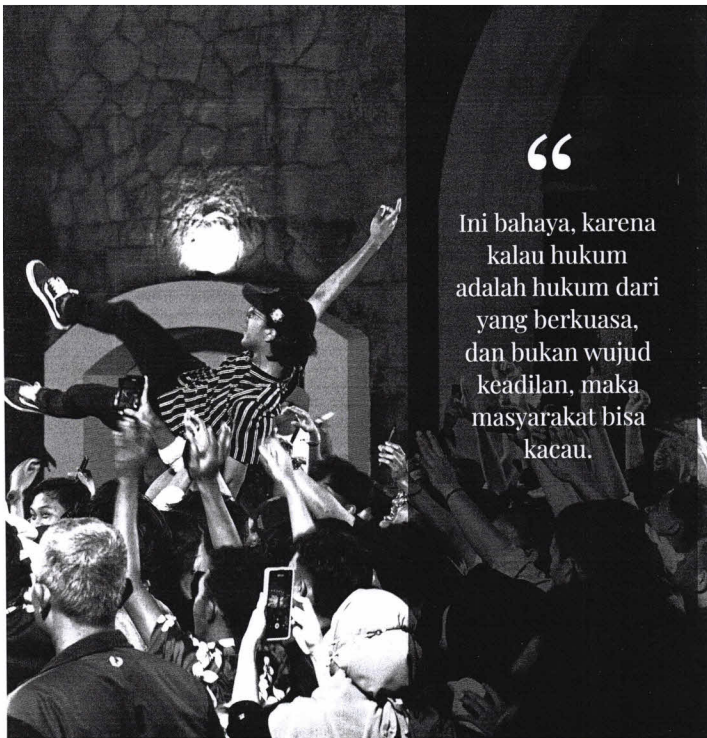 “
Ini bahaya, karena
kalau hukum
adalah hukum dari
yang berkuasa,
dan bukan wujud
keadilan, maka
masyarakat bisa
kacau.